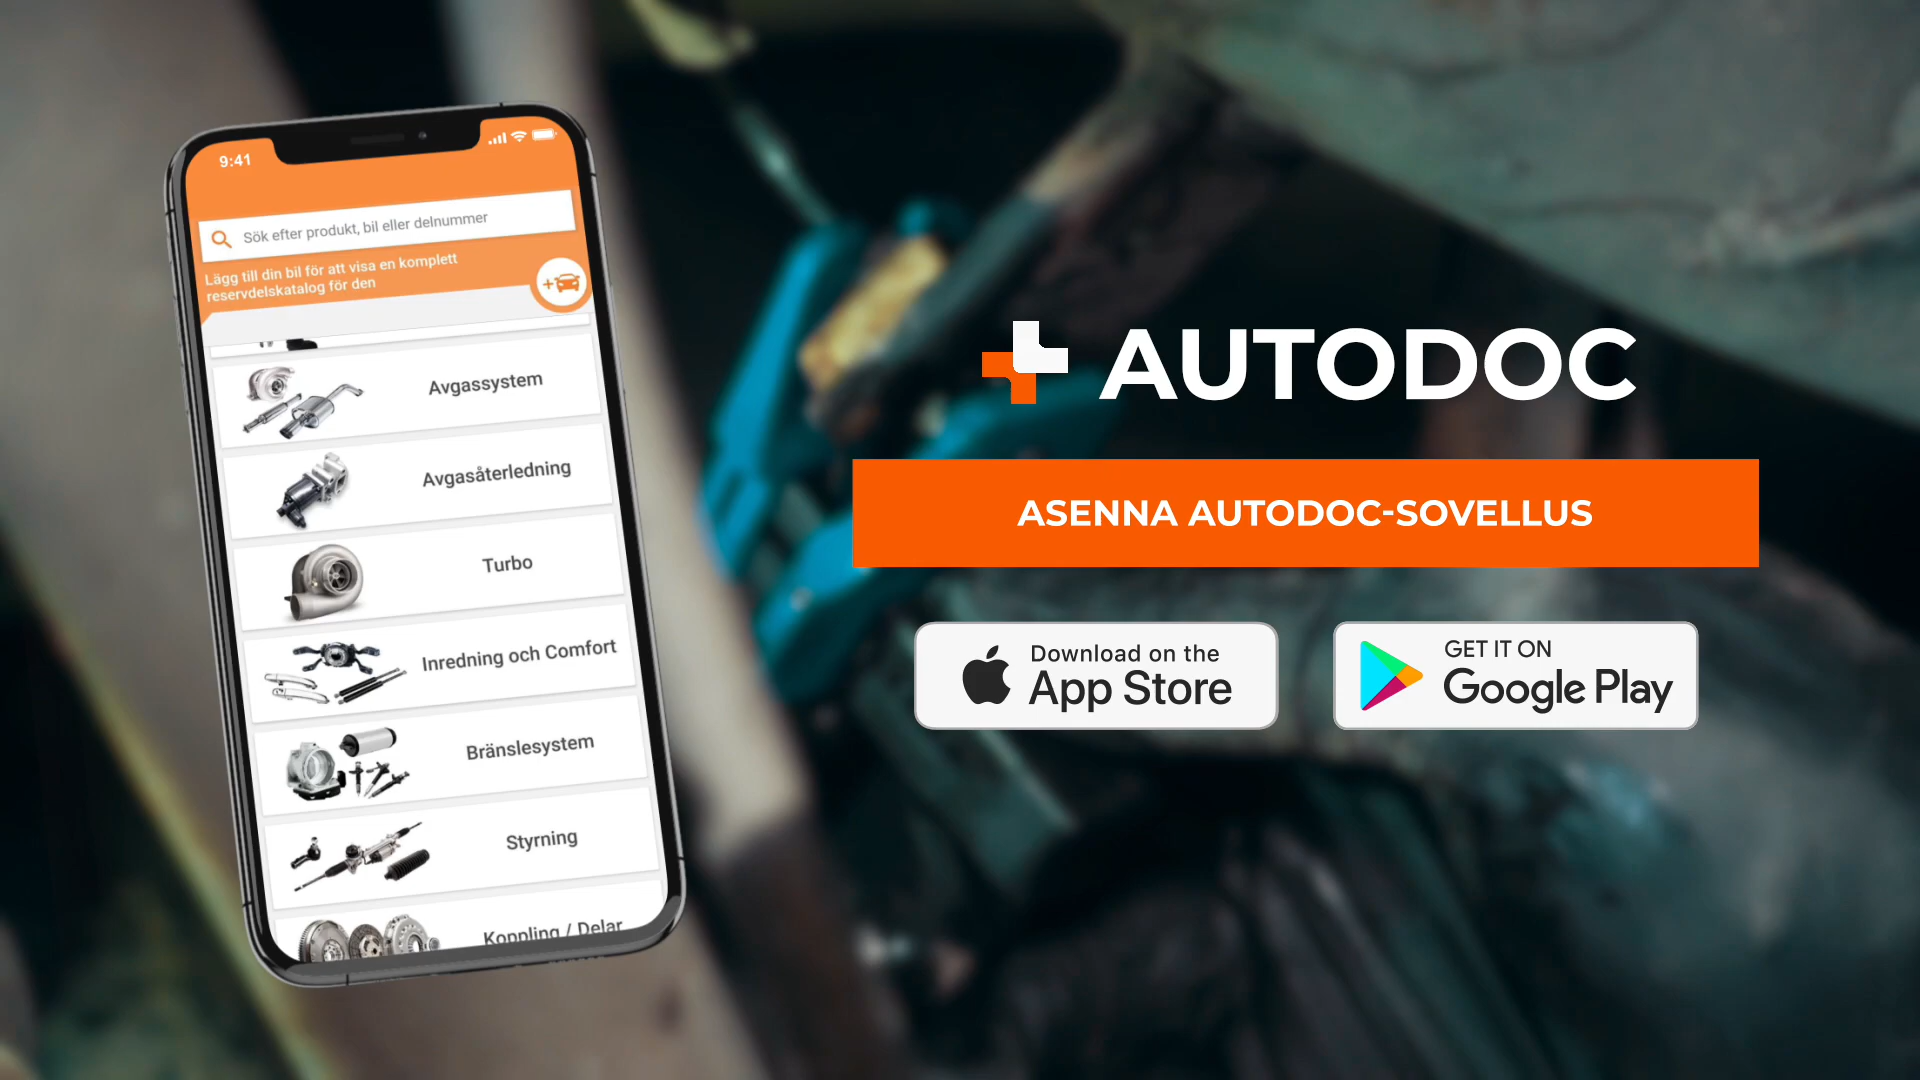 9:41
Sök efter produkt, bil eller delnummer
Lägg till din bil för att visa en komplett
reservdelskatalog för den
Avgassystem
Avgasåterledning
Turbo
Inredning och Comfort
Bränslesystem
Styrning
Koppling / Delar
AUTODOC
ASENNA AUTODOC-SOVELLUS
Download on the
App Store
GET IT ON
Google Play